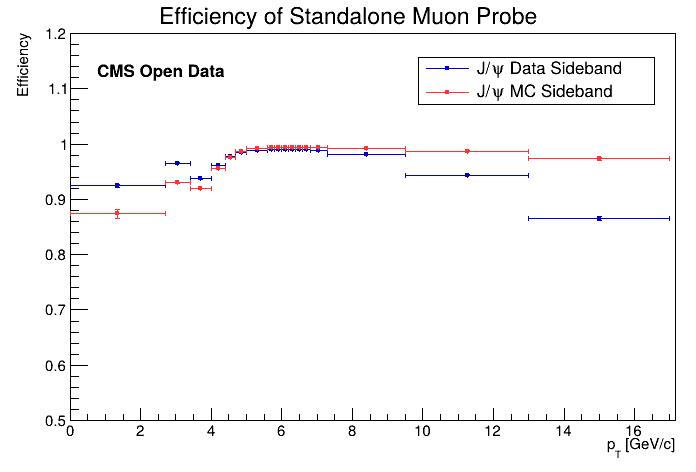 Efficiency of Standalone Muon Probe
Efficiency
CMS Open Data
J/ψ Data Sideband
J/ψ MC Sideband
1.2
1.1
1
0.9
0.8
0.7
0.6
0.5
0 2 4 6 8 10 12 14 16
p_T [GeV/c]